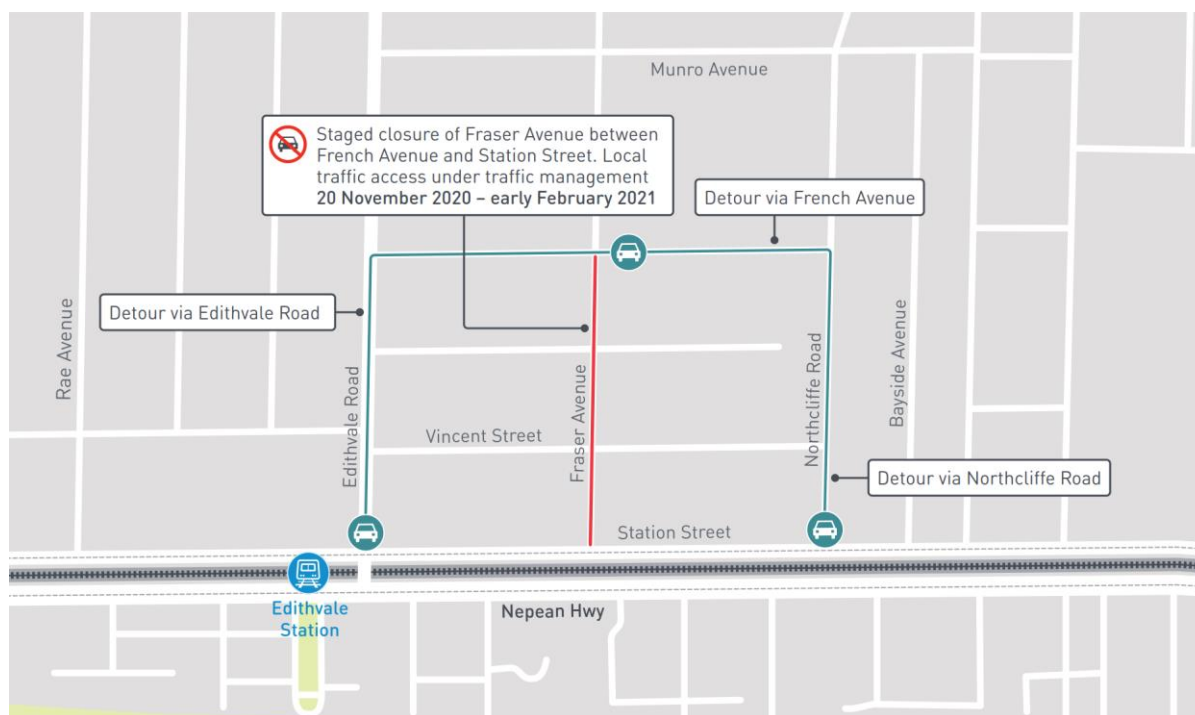 Munro Avenue
Staged closure of Fraser Avenue between
French Avenue and Station Street. Local
traffic access under traffic management
20 November 2020 – early February 2021
Detour via French Avenue
Detour via Edithvale Road
Rae Avenue
Edithvale Road
Vincent Street
Fraser Avenue
Northcliffe Road
Bayside Avenue
Detour via Northcliffe Road
Station Street
Edithvale
Station
Nepean Hwy